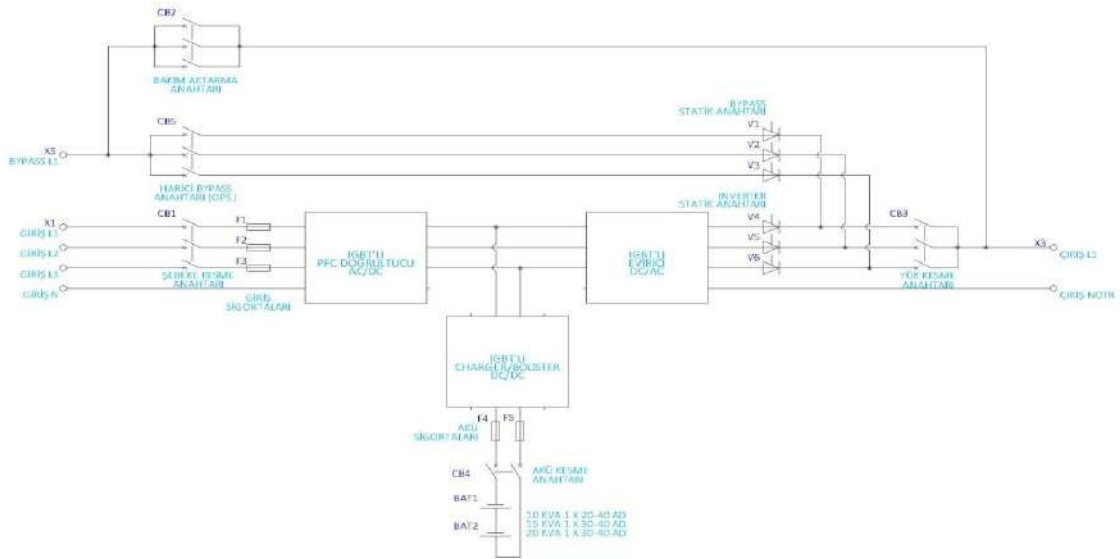 CB2
BAKIM AKTARMA
ANAHTARI
BYPASS
STATİK ANAHTARI
CB5
V1
V2
V3
X5
BYPASS L1
HARİCİ BYPASS
ANAHTARI (OPS.)
INVERTER
STATİK ANAHTARI
X1
CB1
F1
V4
CB3
GİRİŞ L1
F2
V5
X3
GİRİŞ L2
ÇIKIŞ L1
F3
V6
GİRİŞ L3
ŞEBEKE KESME
ANAHTARI
YÜK KESME
ANAHTARI
GİRİŞ N
GİRİŞ
SİGORTALARI
ÇIKIŞ NOTR
IGBT'Lİ
PFC DOĞRULTUCU
AC/DC
IGBT'Lİ
EVİRİCİ
DC/AC
IGBT'Lİ
CHARGER/BOOSTER
DC/DC
F4
F5
AKÜ
SİGORTALARI
CB4
AKÜ KESME
ANAHTARI
BAT1
BAT2
10 KVA 1 X 20-40 AD
15 KVA 1 X 30-40 AD
20 KVA 1 X 30-40 AD